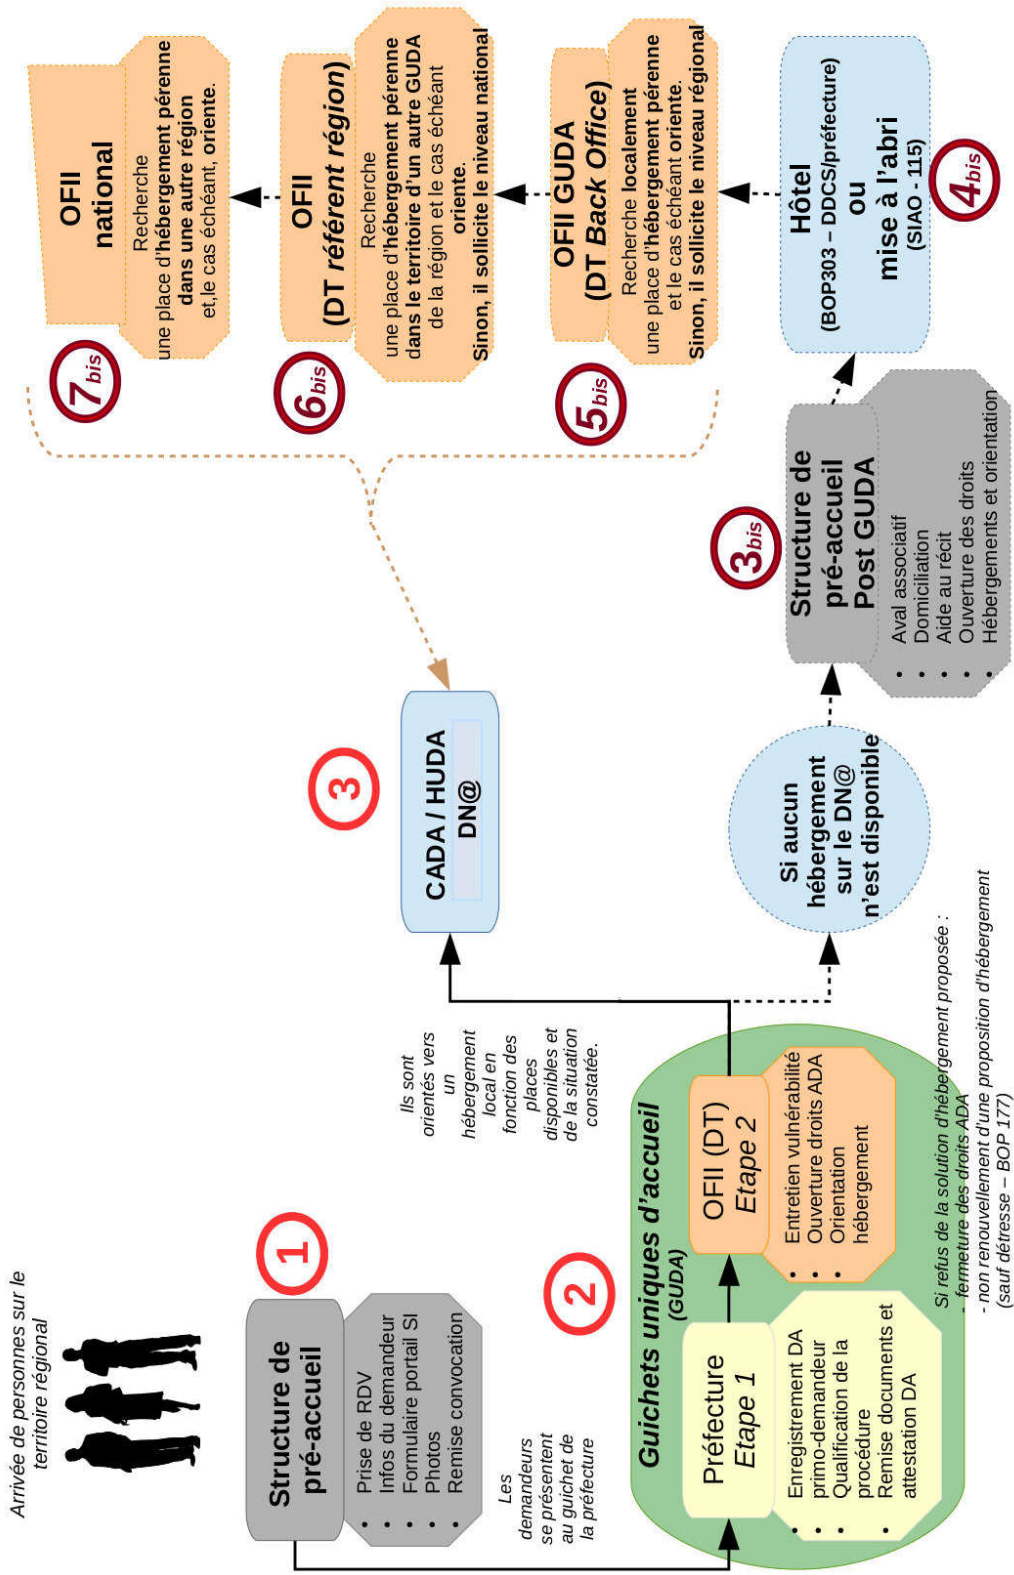 Arrivée de personnes sur le
territoire régional
1
Structure de
pré-accueil
• Prise de RDV
• Infos du demandeur
• Formulaire portail SI
• Photos
• Remise convocation
Les
demandeurs
se présentent
au guichet de
la préfecture
2
Guichets uniques d'accueil
(GUDA)
Préfecture
Etape 1
• Enregistrement DA
primo-demandeur
• Qualification de la
procédure
• Remise documents et
attestation DA
OFII (DT)
Etape 2
• Entretien vulnérabilité
• Ouverture droits ADA
• Orientation
hébergement
Ils sont
orientés vers
un
hébergement
local en
fonction des
places
disponibles et
de la situation
constatée.
Si refus de la solution d'hébergement proposée :
- fermeture des droits ADA
- non renouvellement d'une proposition d'hébergement
(sauf détresse – BOP 177)
3
CADA / HUDA
DN@
Si aucun
hébergement
sur le DN@
n'est disponible
3bis
Structure de
pré-accueil
Post GUDA
• Aval associatif
• Domiciliation
• Aide au récit
• Ouverture des droits
• Hébergements et orientation
4bis
Hôtel
(BOP303 – DDCS/préfecture)
ou
mise à l'abri
(SIAO - 115)
5bis
OFII GUDA
(DT Back Office)
Recherche localement
une place d'hébergement pérenne
et le cas échéant oriente.
Sinon, il sollicite le niveau régional
6bis
OFII
(DT référent région)
Recherche
une place d'hébergement pérenne
dans le territoire d'un autre GUDA
de la région et le cas échéant
oriente.
Sinon, il sollicite le niveau national
7bis
OFII
national
Recherche
une place d'hébergement pérenne
dans une autre région
et,le cas échéant, oriente.